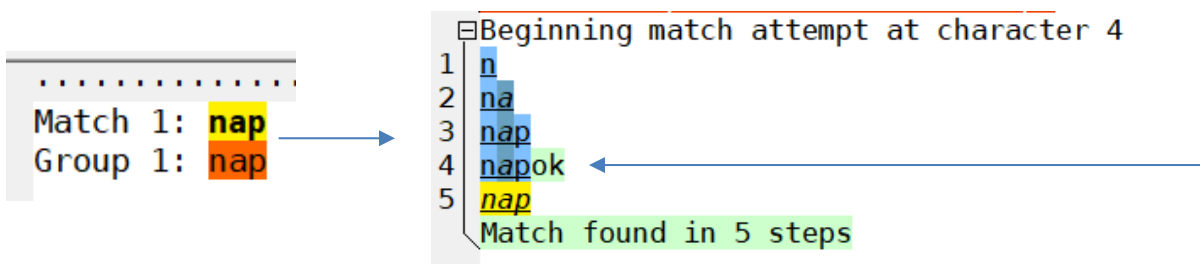 Match 1: nap
Group 1: nap
Beginning match attempt at character 4
1 n
2 na
3 nap
4 napok
5 nap
Match found in 5 steps